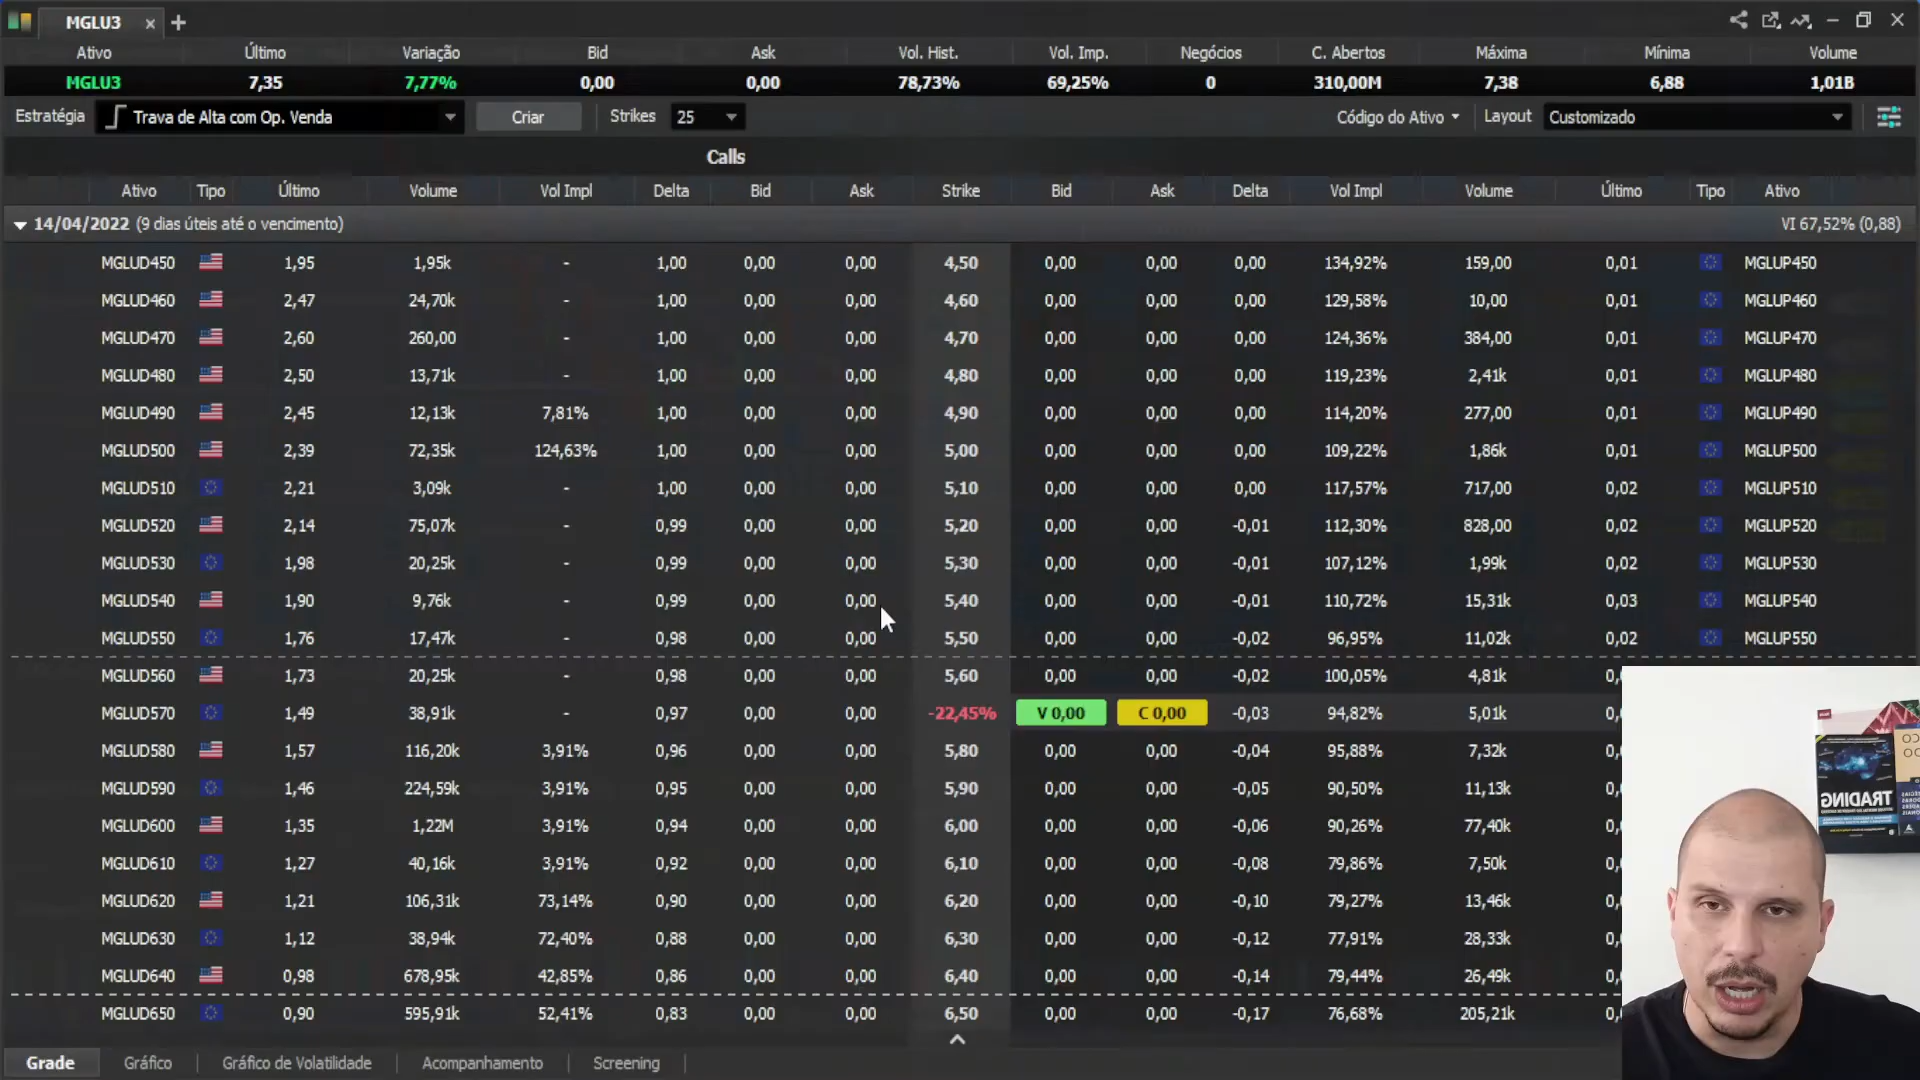 MGLU3
Ativo Último Variação Bid Ask Vol. Hist. Vol. Imp. Negócios C. Abertos Máxima Mínima Volume
MGLU3 7,35 7,77% 0,00 0,00 78,73% 69,25% 0 310,00M 7,38 6,88 1,01B
Estratégia Trava de Alta com Op. Venda Criar Strikes 25 Código do Ativo Layout Customizado
Calls
Ativo Tipo Último Volume Vol Impl Delta Bid Ask Strike Bid Ask Delta Vol Impl Volume Último Tipo Ativo
14/04/2022 (9 dias úteis até o vencimento) VI 67,52% (0,88)
MGLUD450 1,95 1,95k - 1,00 0,00 0,00 4,50 0,00 0,00 0,00 134,92% 159,00 0,01 MGLUP450
MGLUD460 2,47 24,70k - 1,00 0,00 0,00 4,60 0,00 0,00 0,00 129,58% 10,00 0,01 MGLUP460
MGLUD470 2,60 260,00 - 1,00 0,00 0,00 4,70 0,00 0,00 0,00 124,36% 384,00 0,01 MGLUP470
MGLUD480 2,50 13,71k - 1,00 0,00 0,00 4,80 0,00 0,00 0,00 119,23% 2,41k 0,01 MGLUP480
MGLUD490 2,45 12,13k 7,81% 1,00 0,00 0,00 4,90 0,00 0,00 0,00 114,20% 277,00 0,01 MGLUP490
MGLUD500 2,39 72,35k 124,63% 1,00 0,00 0,00 5,00 0,00 0,00 0,00 109,22% 1,86k 0,01 MGLUP500
MGLUD510 2,21 3,09k - 1,00 0,00 0,00 5,10 0,00 0,00 0,00 117,57% 717,00 0,02 MGLUP510
MGLUD520 2,14 75,07k - 0,99 0,00 0,00 5,20 0,00 0,00 -0,01 112,30% 828,00 0,02 MGLUP520
MGLUD530 1,98 20,25k - 0,99 0,00 0,00 5,30 0,00 0,00 -0,01 107,12% 1,99k 0,02 MGLUP530
MGLUD540 1,90 9,76k - 0,99 0,00 0,00 5,40 0,00 0,00 -0,01 110,72% 15,31k 0,03 MGLUP540
MGLUD550 1,76 17,47k - 0,98 0,00 0,00 5,50 0,00 0,00 -0,02 96,95% 11,02k 0,02 MGLUP550
MGLUD560 1,73 20,25k - 0,98 0,00 0,00 5,60 0,00 0,00 -0,02 100,05% 4,81k 0,
MGLUD570 1,49 38,91k - 0,97 0,00 0,00 -22,45% V 0,00 C 0,00 -0,03 94,82% 5,01k 0,
MGLUD580 1,57 116,20k 3,91% 0,96 0,00 0,00 5,80 0,00 0,00 -0,04 95,88% 7,32k 0,
MGLUD590 1,46 224,59k 3,91% 0,95 0,00 0,00 5,90 0,00 0,00 -0,05 90,50% 11,13k 0,
MGLUD600 1,35 1,22M 3,91% 0,94 0,00 0,00 6,00 0,00 0,00 -0,06 90,26% 77,40k 0,
MGLUD610 1,27 40,16k 3,91% 0,92 0,00 0,00 6,10 0,00 0,00 -0,08 79,86% 7,50k 0,
MGLUD620 1,21 106,31k 73,14% 0,90 0,00 0,00 6,20 0,00 0,00 -0,10 79,27% 13,46k 0,
MGLUD630 1,12 38,94k 72,40% 0,88 0,00 0,00 6,30 0,00 0,00 -0,12 77,91% 28,33k 0,
MGLUD640 0,98 678,95k 42,85% 0,86 0,00 0,00 6,40 0,00 0,00 -0,14 79,44% 26,49k 0,
MGLUD650 0,90 595,91k 52,41% 0,83 0,00 0,00 6,50 0,00 0,00 -0,17 76,68% 205,21k 0,
TRADING
Grade Gráfico Gráfico de Volatilidade Acompanhamento Screening